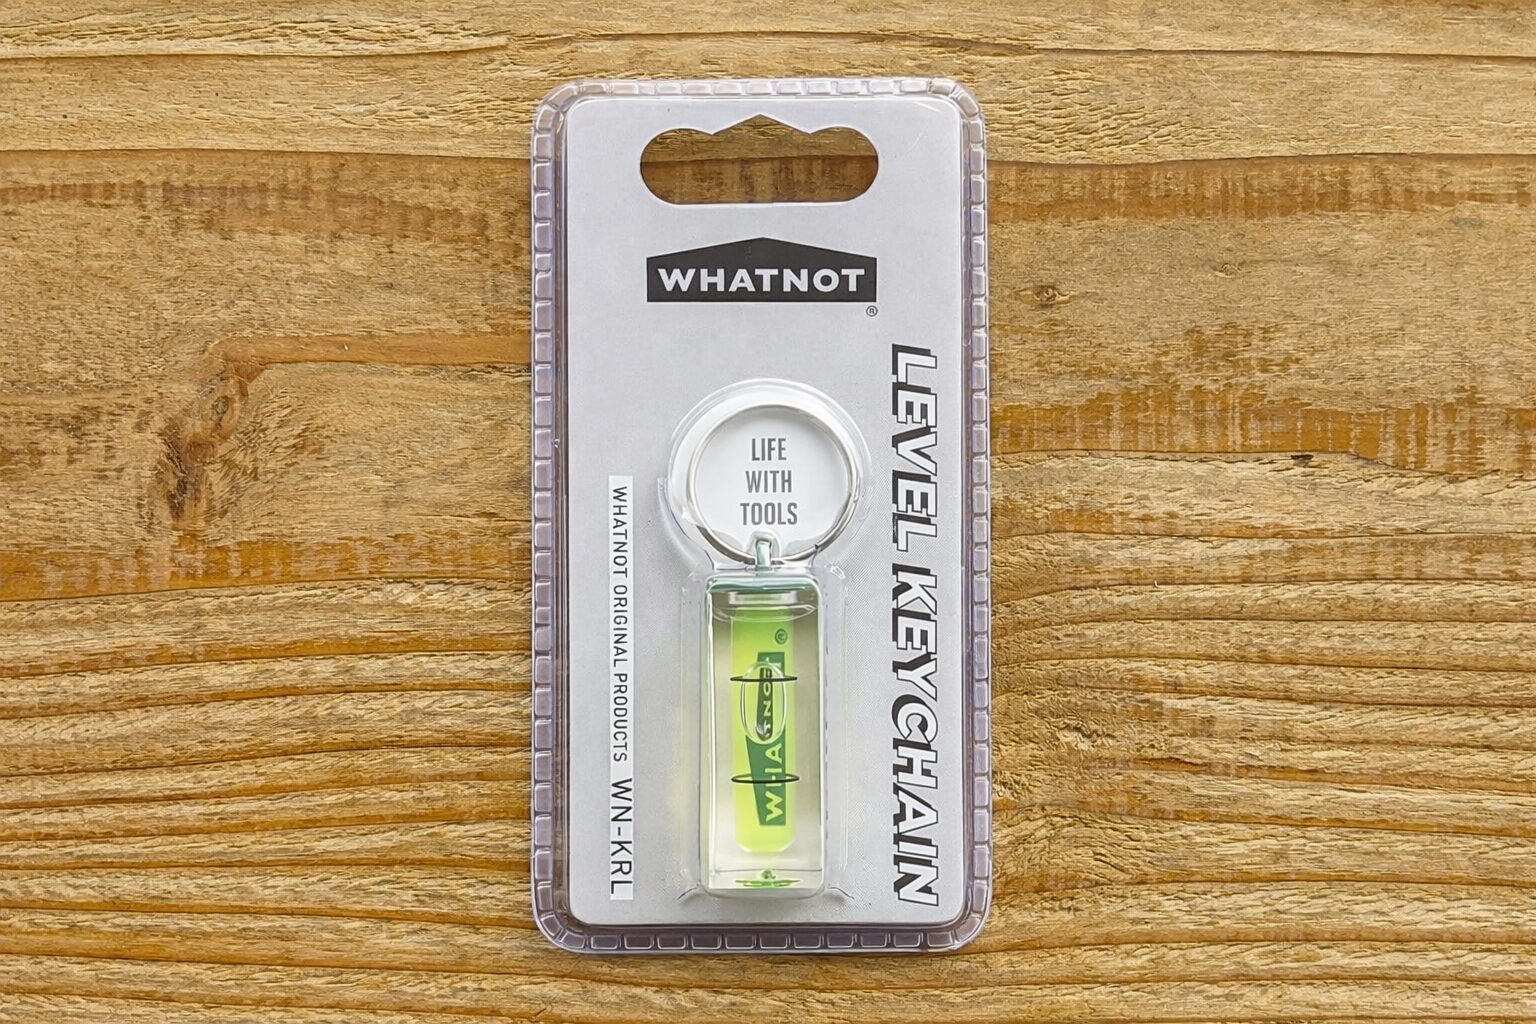 WHATNOT
®
LEVEL KEYCHAIN
LIFE
WITH
TOOLS
WHATNOT ORIGINAL PRODUCTS WN-KRL
WHATNOT ®